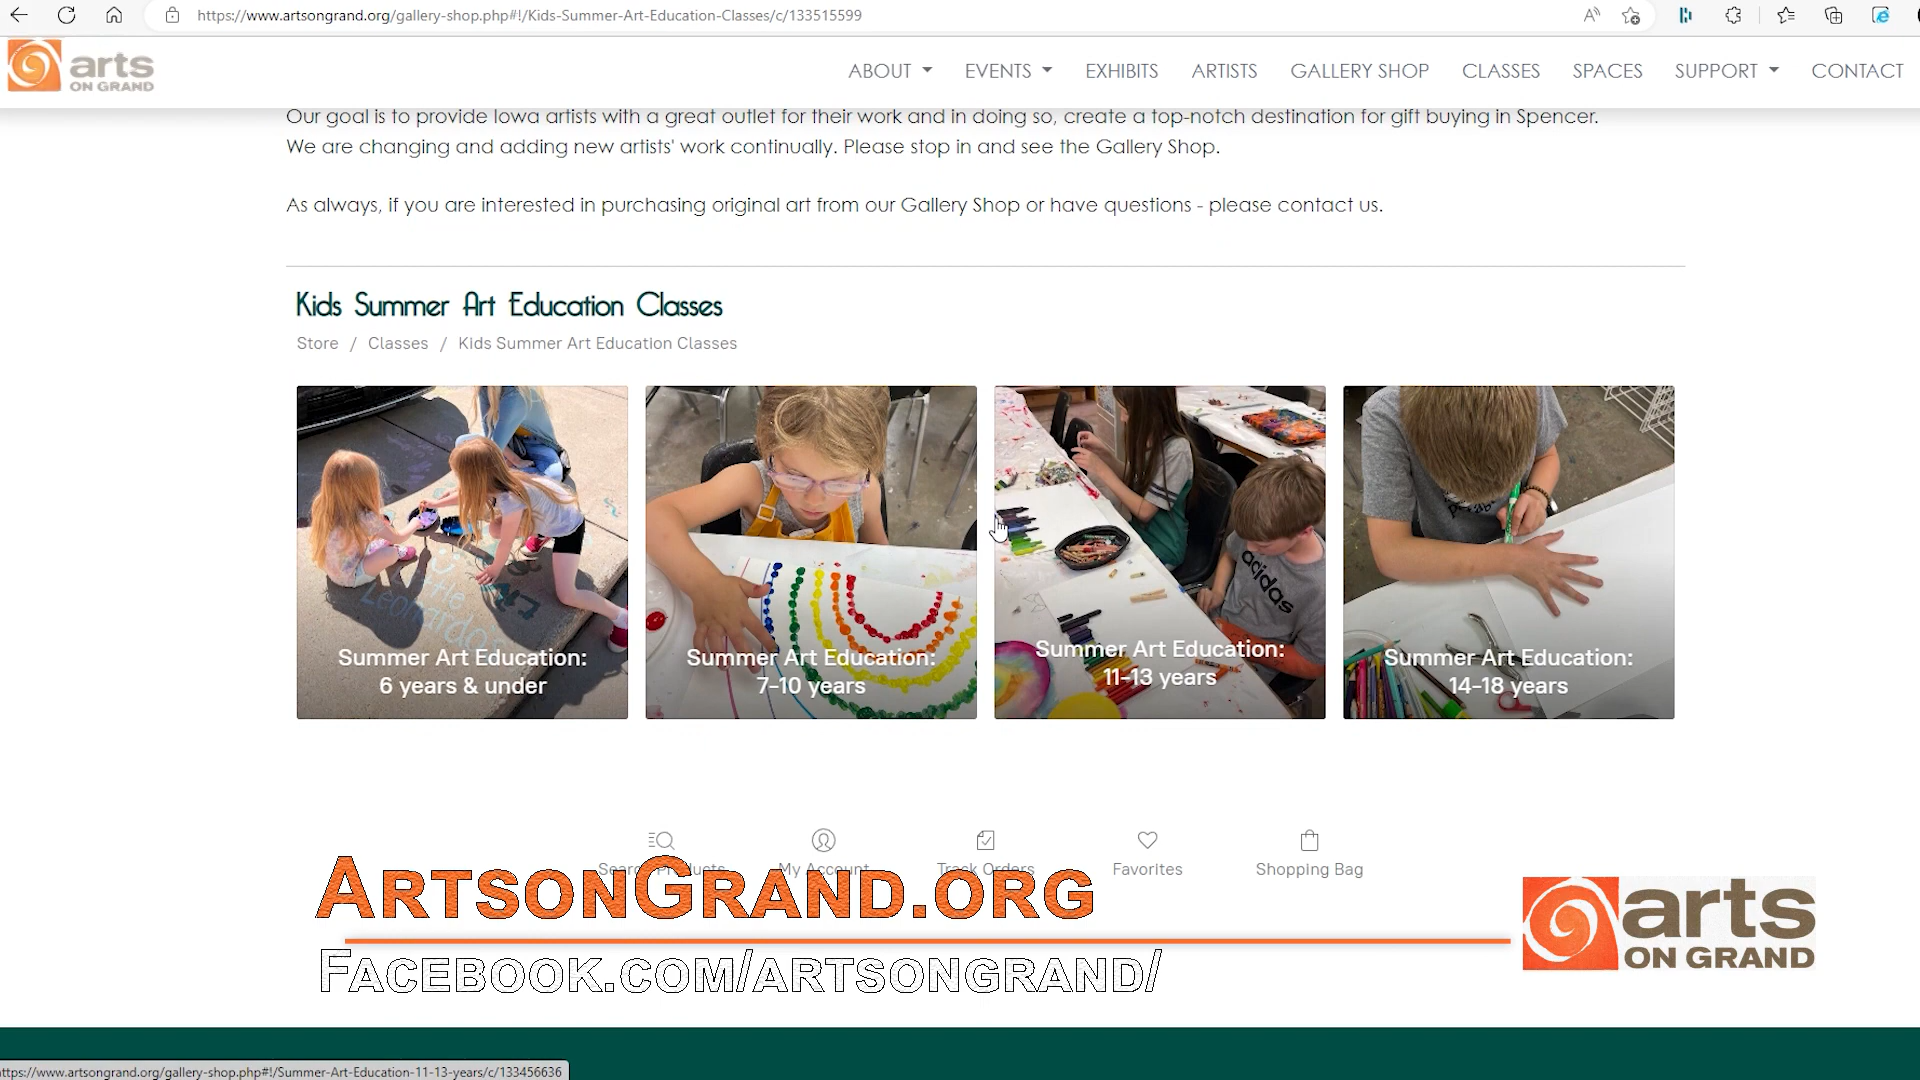 https://www.artsongrand.org/gallery-shop.php#!/Kids-Summer-Art-Education-Classes/c/133515599
arts
ON GRAND
ABOUT
EVENTS
EXHIBITS
ARTISTS
GALLERY SHOP
CLASSES
SPACES
SUPPORT
CONTACT
Our goal is to provide Iowa artists with a great outlet for their work and in doing so, create a top-notch destination for gift buying in Spencer.
We are changing and adding new artists' work continually. Please stop in and see the Gallery Shop.
As always, if you are interested in purchasing original art from our Gallery Shop or have questions - please contact us.
Kids Summer Art Education Classes
Store / Classes / Kids Summer Art Education Classes
adidas
Summer Art Education:
6 years & under
Summer Art Education:
7-10 years
Summer Art Education:
11-13 years
Summer Art Education:
14-18 years
Search Products
My Account
Track Orders
Favorites
Shopping Bag
ArtsonGrand.org
Facebook.com/artsongrand/
arts
ON GRAND
ttps://www.artsongrand.org/gallery-shop.php#!/Summer-Art-Education-11-13-years/c/133456636